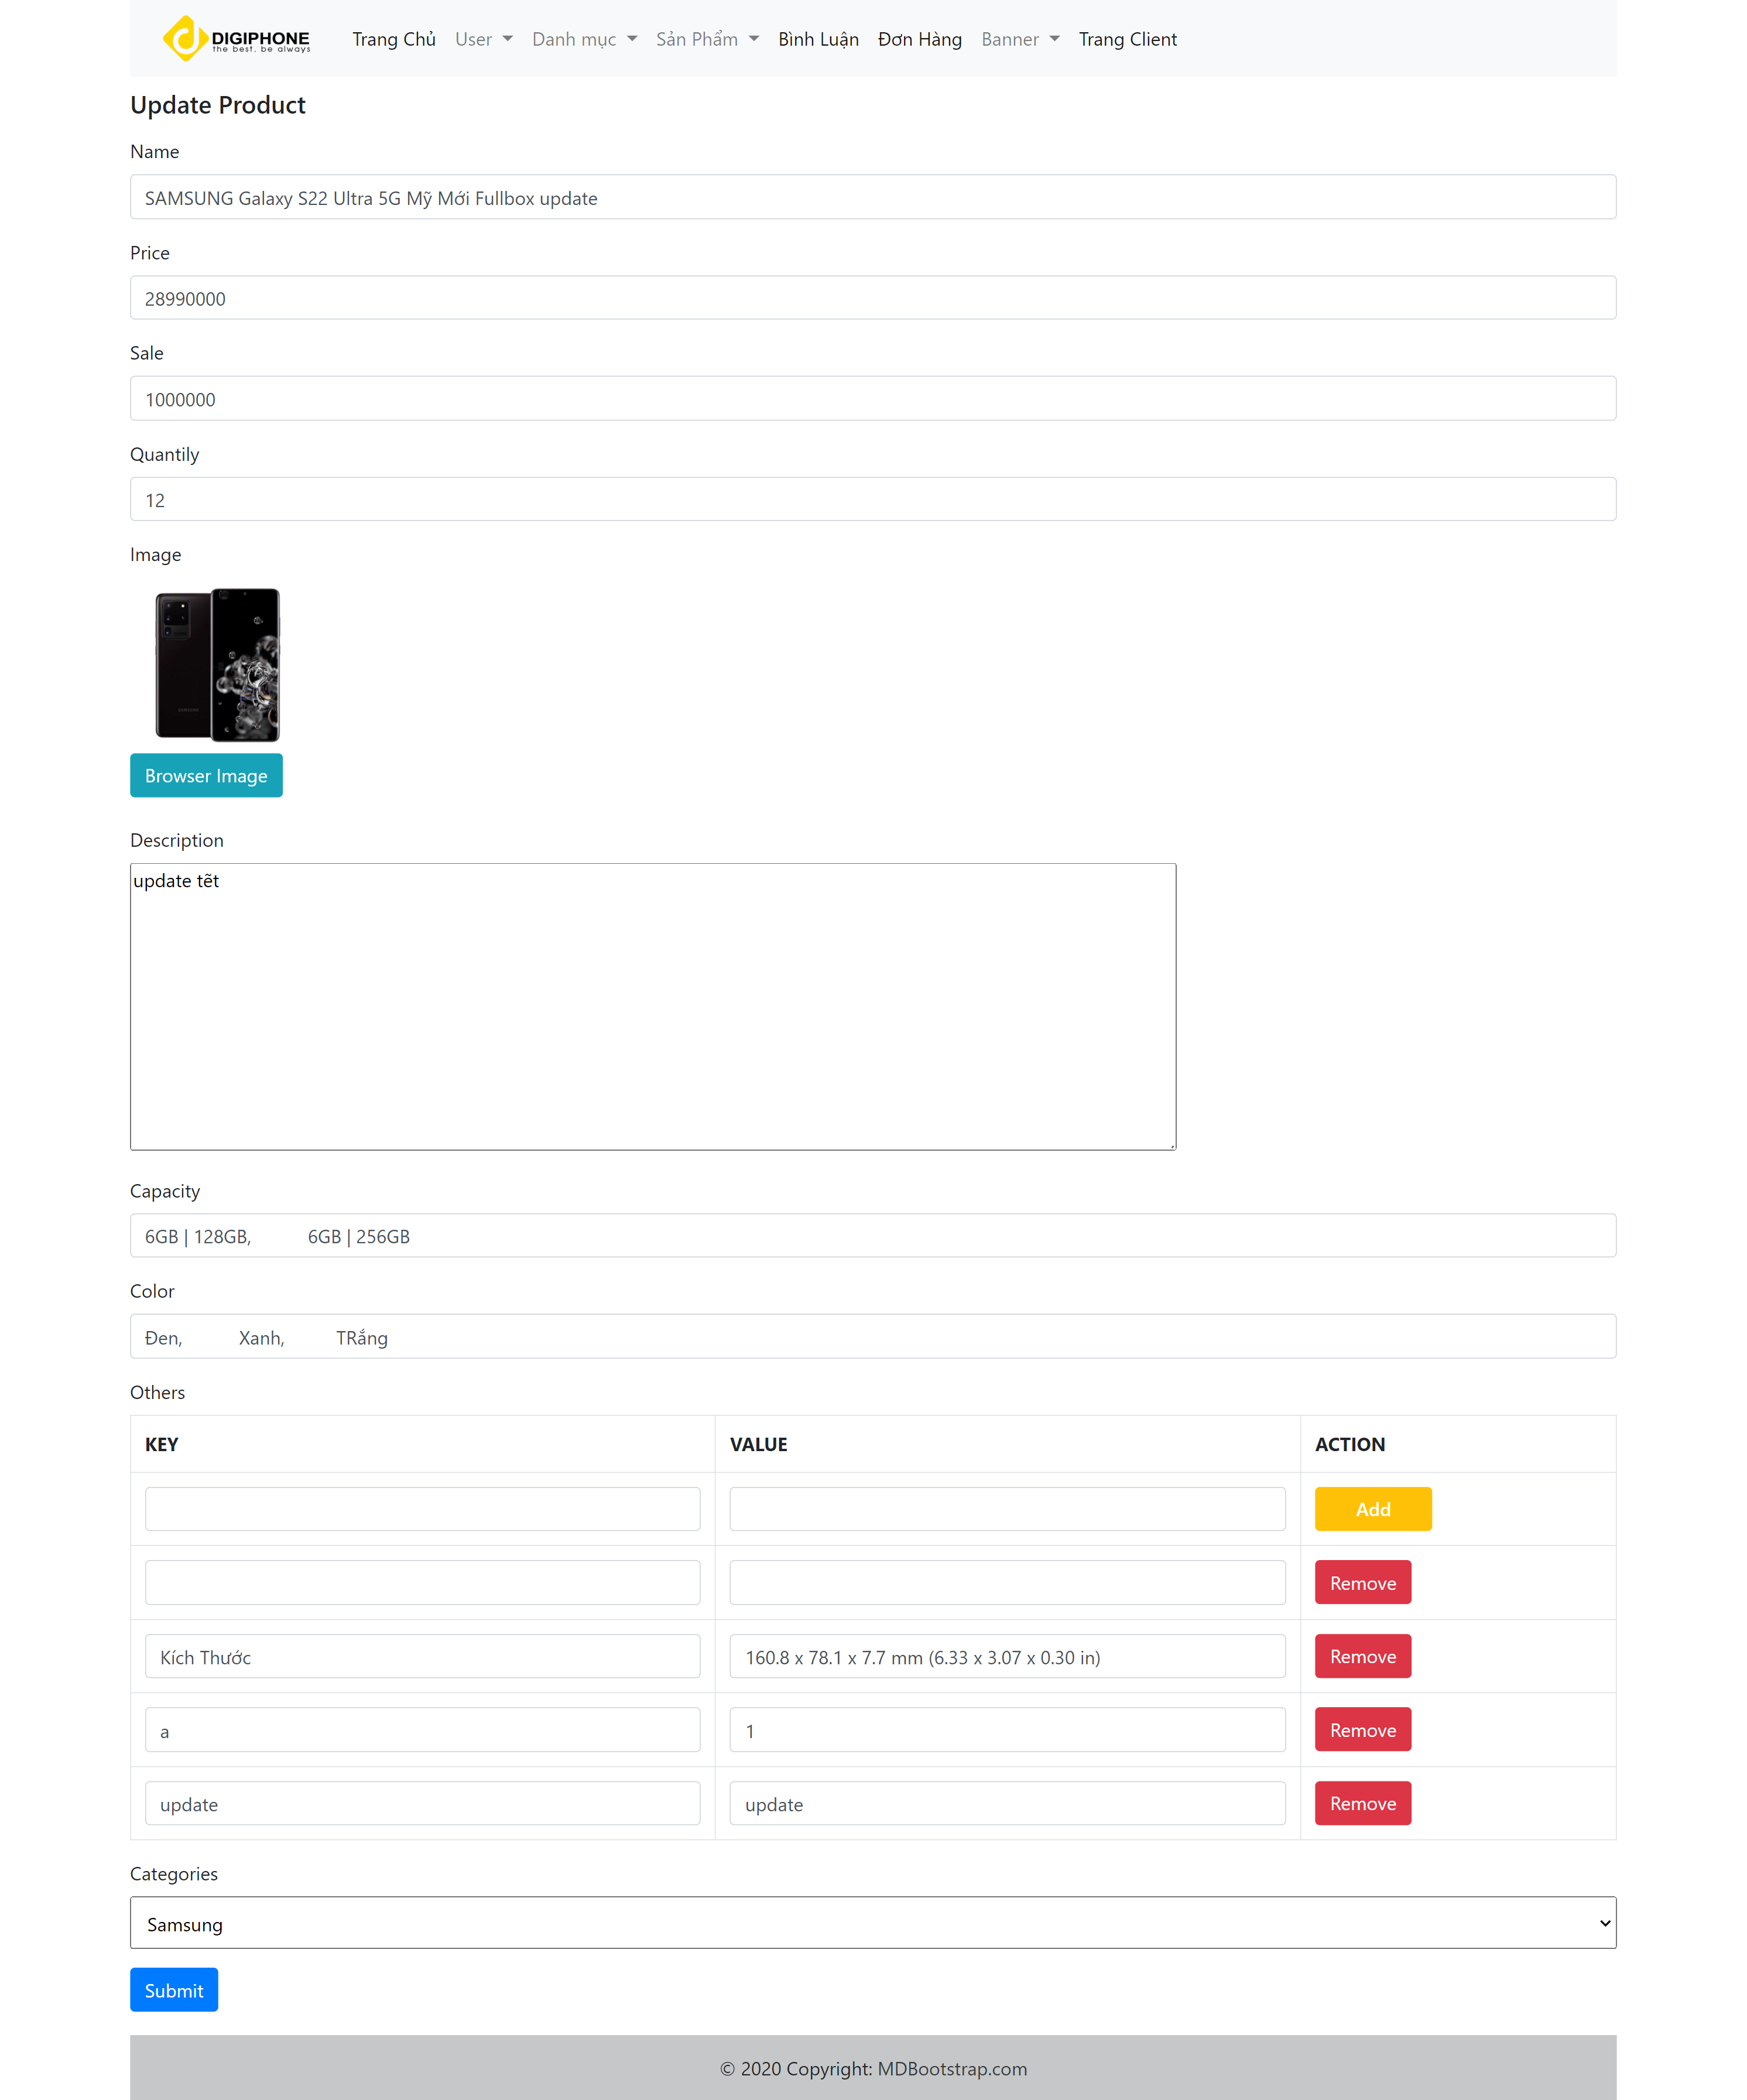 DIGIPHONE
the best. be always
Trang Chủ User Danh mục Sản Phẩm Bình Luận Đơn Hàng Banner Trang Client
Update Product
Name
SAMSUNG Galaxy S22 Ultra 5G Mỹ Mới Fullbox update
Price
28990000
Sale
1000000
Quantily
12
Image
SAMSUNG
Browser Image
Description
update tẽt
Capacity
6GB | 128GB, 6GB | 256GB
Color
Đen, Xanh, TRắng
Others
KEY VALUE ACTION
Add
Remove
Kích Thước 160.8 x 78.1 x 7.7 mm (6.33 x 3.07 x 0.30 in) Remove
a 1 Remove
update update Remove
Categories
Samsung
Submit
© 2020 Copyright: MDBootstrap.com